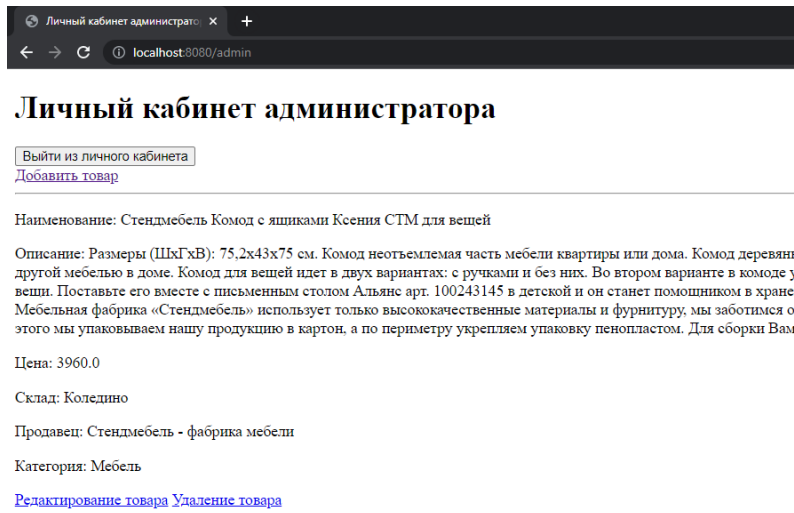 Личный кабинет администратор
localhost:8080/admin
Личный кабинет администратора
Выйти из личного кабинета
Добавить товар
Наименование: Стендмебель Комод с ящиками Ксения СТМ для вещей
Описание: Размеры (ШхГхВ): 75,2х43х75 см. Комод неотъемлемая часть мебели квартиры или дома. Комод деревян
другой мебелью в доме. Комод для вещей идет в двух вариантах: с ручками и без них. Во втором варианте в комоде у
вещи. Поставьте его вместе с письменным столом Альянс арт. 100243145 в детской и он станет помощником в хране
Мебельная фабрика «Стендмебель» использует только высококачественные материалы и фурнитуру, мы заботимся о
этого мы упаковываем нашу продукцию в картон, а по периметру укрепляем упаковку пенопластом. Для сборки Вам
Цена: 3960.0
Склад: Коледино
Продавец: Стендмебель - фабрика мебели
Категория: Мебель
Редактирование товара Удаление товара